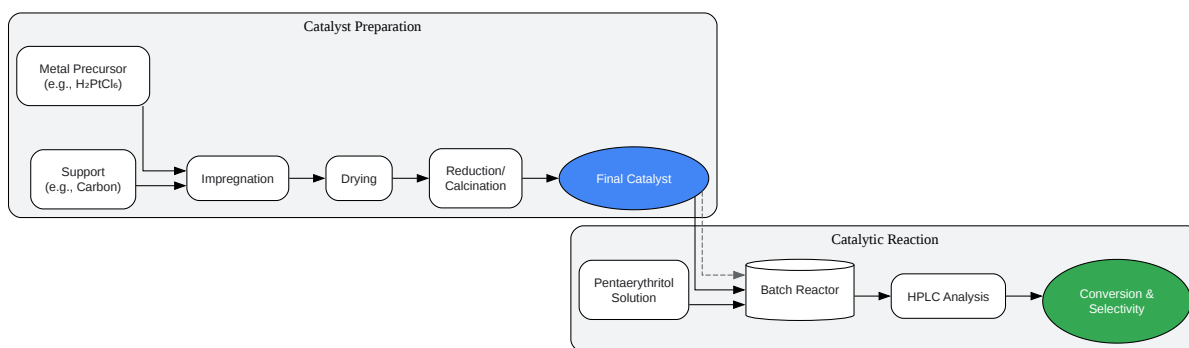 Catalyst Preparation
Metal Precursor
(e.g., H₂PtCl₆)
Support
(e.g., Carbon)
Impregnation
Drying
Reduction/
Calcination
Final Catalyst
Catalytic Reaction
Pentaerythritol
Solution
Batch Reactor
HPLC Analysis
Conversion &
Selectivity